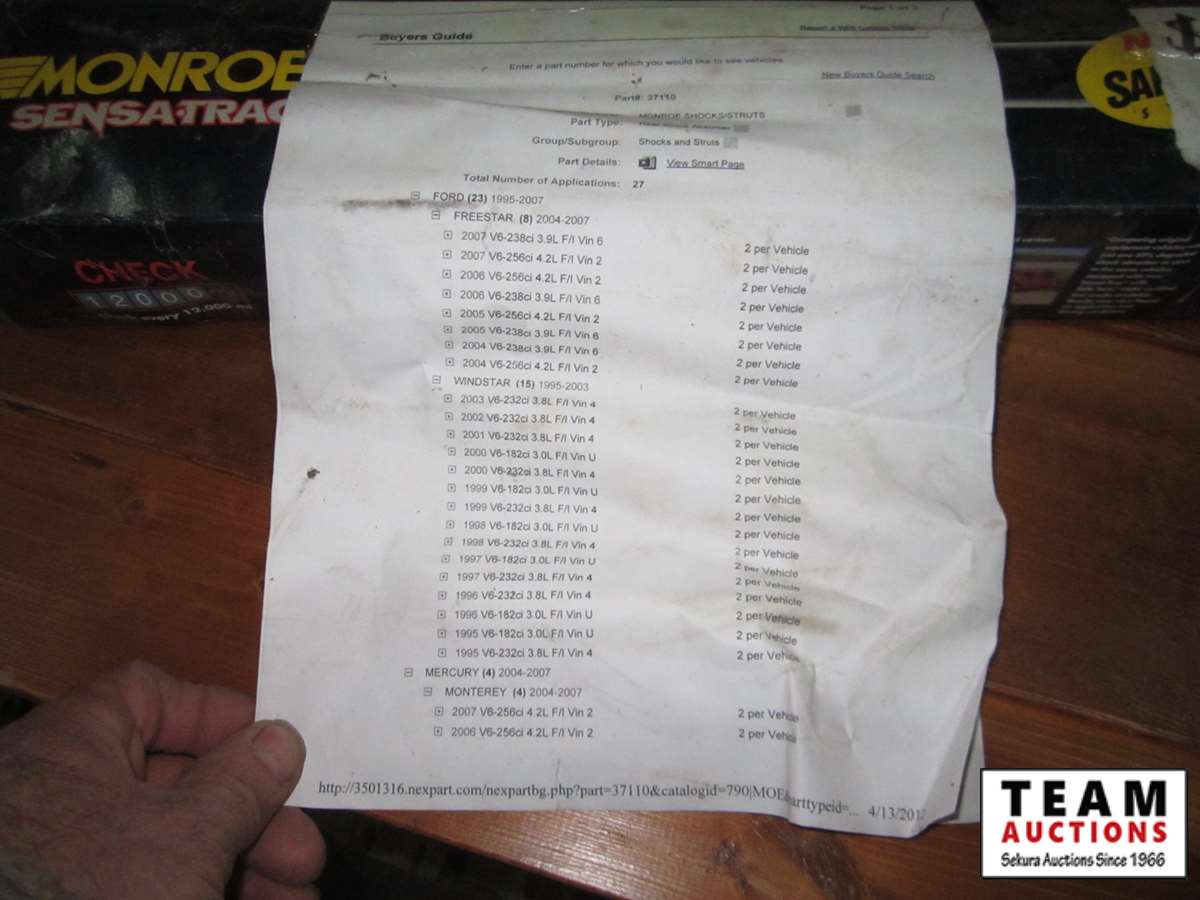 Page 1 of 3
Buyers Guide
Enter a part number for which you would like to see vehicles
New Buyers Guide Search
Part#: 37110
MONROE SHOCKS/STRUTS
Part Type:
Group/Subgroup: Shocks and Struts
Part Details: View Smart Page
Total Number of Applications: 27
FORD (23) 1995-2007
FREESTAR (8) 2004-2007
2007 V6-238ci 3.9L F/I Vin 6 2 per Vehicle
2007 V6-256ci 4.2L F/I Vin 2 2 per Vehicle
2006 V6-256ci 4.2L F/I Vin 2 2 per Vehicle
2006 V6-238ci 3.9L F/I Vin 6 2 per Vehicle
2005 V6-256ci 4.2L F/I Vin 2 2 per Vehicle
2005 V6-238ci 3.9L F/I Vin 6 2 per Vehicle
2004 V6-238ci 3.9L F/I Vin 6 2 per Vehicle
2004 V6-256ci 4.2L F/I Vin 2 2 per Vehicle
WINDSTAR (15) 1995-2003
2003 V6-232ci 3.8L F/I Vin 4 2 per Vehicle
2002 V6-232ci 3.8L F/I Vin 4 2 per Vehicle
2001 V6-232ci 3.8L F/I Vin 4 2 per Vehicle
2000 V6-182ci 3.0L F/I Vin U 2 per Vehicle
2000 V6-232ci 3.8L F/I Vin 4 2 per Vehicle
1999 V6-182ci 3.0L F/I Vin U 2 per Vehicle
1999 V6-232ci 3.8L F/I Vin 4 2 per Vehicle
1998 V6-182ci 3.0L F/I Vin U 2 per Vehicle
1998 V6-232ci 3.8L F/I Vin 4 2 per Vehicle
1997 V6-182ci 3.0L F/I Vin U 2 per Vehicle
1997 V6-232ci 3.8L F/I Vin 4 2 per Vehicle
1996 V6-232ci 3.8L F/I Vin 4 2 per Vehicle
1996 V6-182ci 3.0L F/I Vin U 2 per Vehicle
1995 V6-182ci 3.0L F/I Vin U 2 per Vehicle
1995 V6-232ci 3.8L F/I Vin 4 2 per Vehicle
MERCURY (4) 2004-2007
MONTEREY (4) 2004-2007
2007 V6-256ci 4.2L F/I Vin 2 2 per Vehicle
2006 V6-256ci 4.2L F/I Vin 2 2 per Vehicle
http://3501316.nexpart.com/nexpartbg.php?part=37110&catalogid=790|MOE&parttypeid=... 4/13/201
MONROE
SENSA-TRAC
CHECK
12000
every 12,000
TEAM
AUCTIONS
Sekura Auctions Since 1966